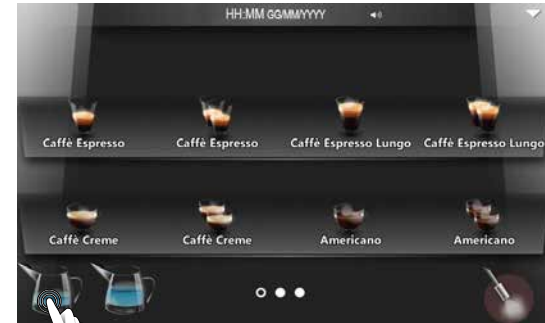 HH:MM GG/MM/YYYY
Caffè Espresso Caffè Espresso Caffè Espresso Lungo Caffè Espresso Lungo
Caffè Creme Caffè Creme Americano Americano